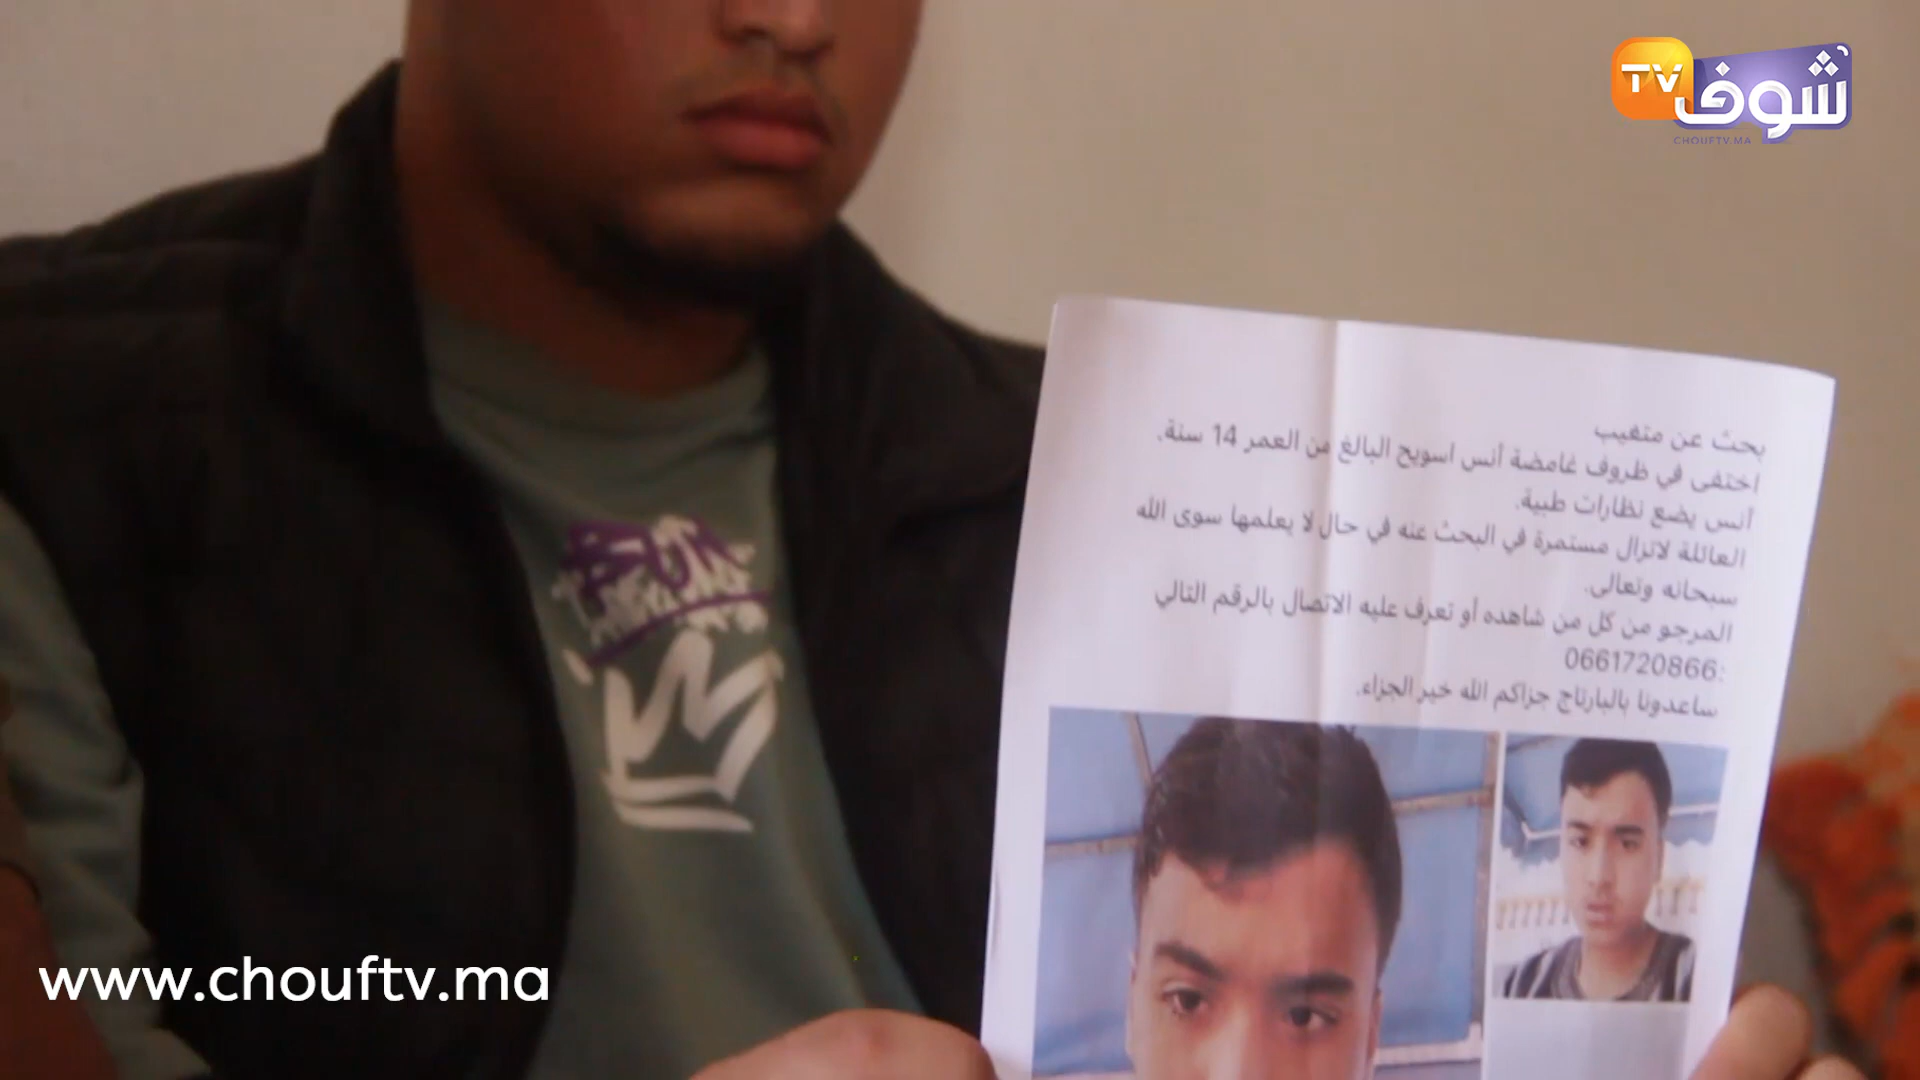 TV شوف
CHOUFTV.MA
بحث عن متغيب
اختفى في ظروف غامضة أنس اسويح البالغ من العمر 14 سنة.
أنس يضع نظارات طبية.
العائلة لاتزال مستمرة في البحث عنه في حال لا يعلمها سوى الله
سبحانه وتعالى.
المرجو من كل من شاهده أو تعرف عليه الاتصال بالرقم التالي
:0661720866
ساعدونا بالبارتاج جزاكم الله خير الجزاء.
www.chouftv.ma